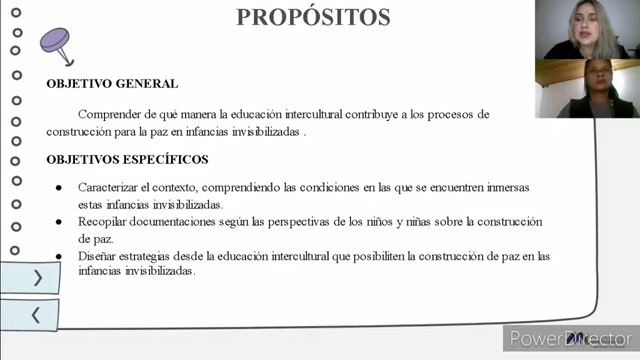 PROPÓSITOS
OBJETIVO GENERAL
Comprender de qué manera la educación intercultural contribuye a los procesos de
construcción para la paz en infancias invisibilizadas .
OBJETIVOS ESPECÍFICOS
● Caracterizar el contexto, comprendiendo las condiciones en las que se encuentren inmersas
estas infancias invisibilizadas.
● Recopilar documentaciones según las perspectivas de los niños y niñas sobre la construcción
de paz.
● Diseñar estrategias desde la educación intercultural que posibiliten la construcción de paz en las
infancias invisibilizadas.
PowerDirector